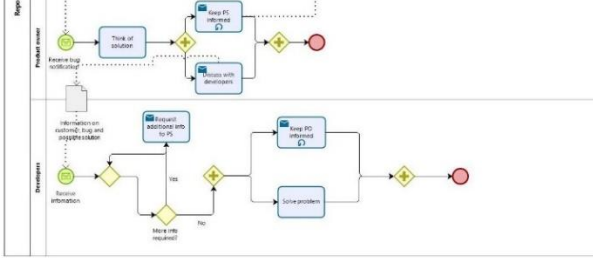 Repo
Product owner
Keep PS
informed
Think of
solution
Receive bug
notification
Discuss with
developers
Information on
customer, bug and
possible solution
Developers
Request
additional info
to PS
Keep PO
informed
Yes
Receive
infomation
Solve problem
No
More info
required?